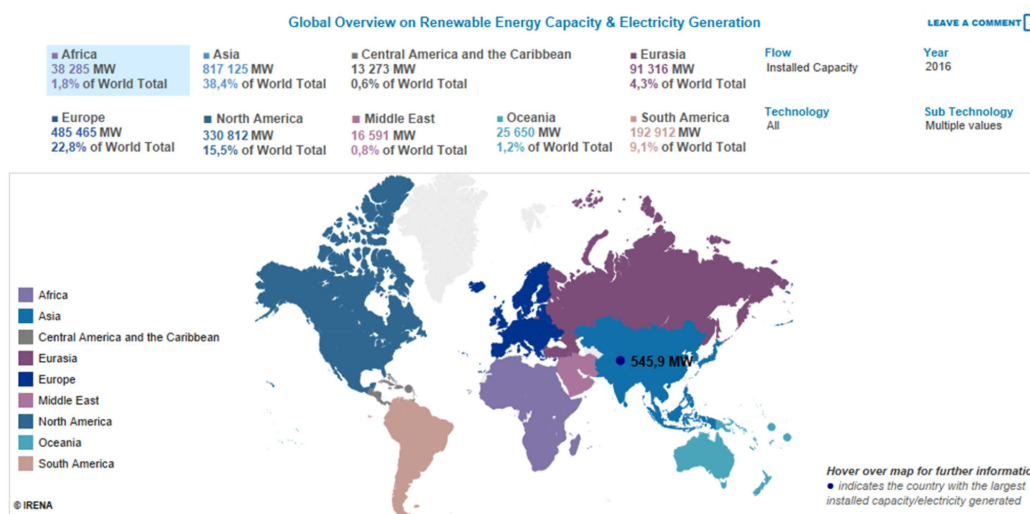 Global Overview on Renewable Energy Capacity & Electricity Generation
LEAVE A COMMENT
Africa
38 285 MW
1,8% of World Total
Asia
817 125 MW
38,4% of World Total
Central America and the Caribbean
13 273 MW
0,6% of World Total
Eurasia
91 316 MW
4,3% of World Total
Flow
Installed Capacity
Year
2016
Europe
485 465 MW
22,8% of World Total
North America
330 812 MW
15,5% of World Total
Middle East
16 591 MW
0,8% of World Total
Oceania
25 650 MW
1,2% of World Total
South America
192 912 MW
9,1% of World Total
Technology
All
Sub Technology
Multiple values
Africa
Asia
Central America and the Caribbean
Eurasia
Europe
Middle East
North America
Oceania
South America
545,9 MW
Hover over map for further informatio
indicates the country with the largest
installed capacity/electricity generated
© IRENA